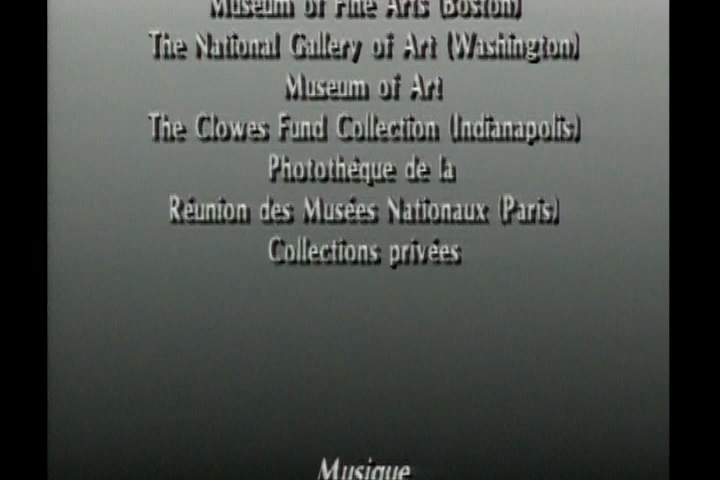 Museum of Fine Arts (Boston)
The National Gallery of Art (Washington)
Museum of Art
The Clowes Fund Collection (Indianapolis)
Photothèque de la
Réunion des Musées Nationaux (Paris)
Collections privées
Musique